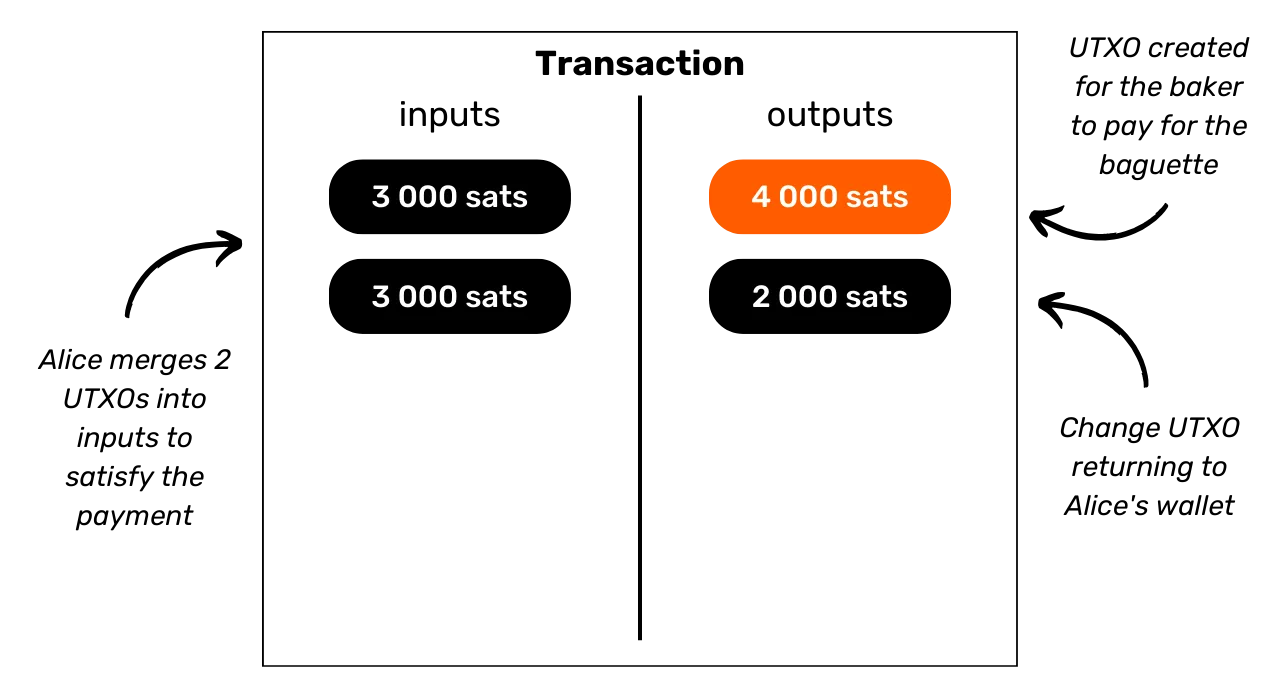 Transaction
inputs
outputs
3 000 sats
4 000 sats
3 000 sats
2 000 sats
Alice merges 2
UTXOs into
inputs to
satisfy the
payment
UTXO created
for the baker
to pay for the
baguette
Change UTXO
returning to
Alice's wallet